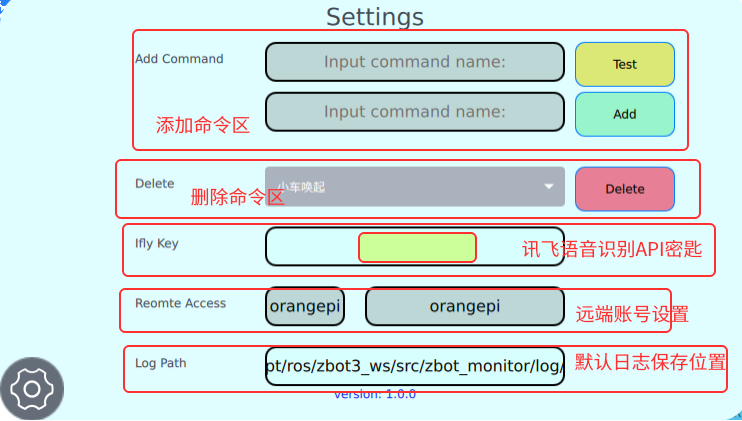 Settings
Add Command
Input command name:
Test
Input command name:
Add
添加命令区
Delete
小车唤起
Delete
删除命令区
Ifly Key
讯飞语音识别API密匙
Reomte Access
orangepi
orangepi
远端账号设置
Log Path
pt/ros/zbot3_ws/src/zbot_monitor/log/
默认日志保存位置
Version: 1.0.0